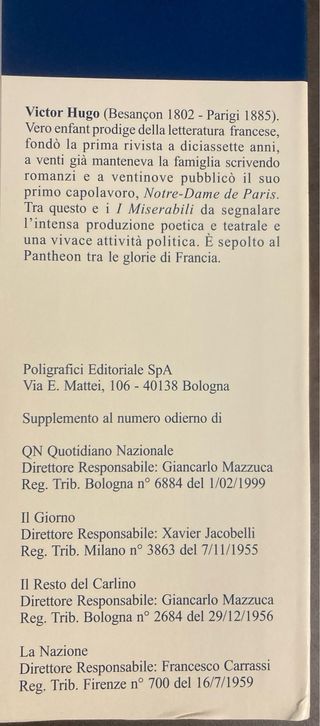 Victor Hugo (Besançon 1802 - Parigi 1885).
Vero enfant prodige della letteratura francese,
fondò la prima rivista a diciassette anni,
a venti già manteneva la famiglia scrivendo
romanzi e a ventinove pubblicò il suo
primo capolavoro, Notre-Dame de Paris.
Tra questo e i I Miserabili da segnalare
l'intensa produzione poetica e teatrale e
una vivace attività politica. È sepolto al
Pantheon tra le glorie di Francia.
Poligrafici Editoriale SpA
Via E. Mattei, 106 - 40138 Bologna
Supplemento al numero odierno di
QN Quotidiano Nazionale
Direttore Responsabile: Giancarlo Mazzuca
Reg. Trib. Bologna n° 6884 del 1/02/1999
Il Giorno
Direttore Responsabile: Xavier Jacobelli
Reg. Trib. Milano n° 3863 del 7/11/1955
Il Resto del Carlino
Direttore Responsabile: Giancarlo Mazzuca
Reg. Trib. Bologna n° 2684 del 29/12/1956
La Nazione
Direttore Responsabile: Francesco Carrassi
Reg. Trib. Firenze n° 700 del 16/7/1959